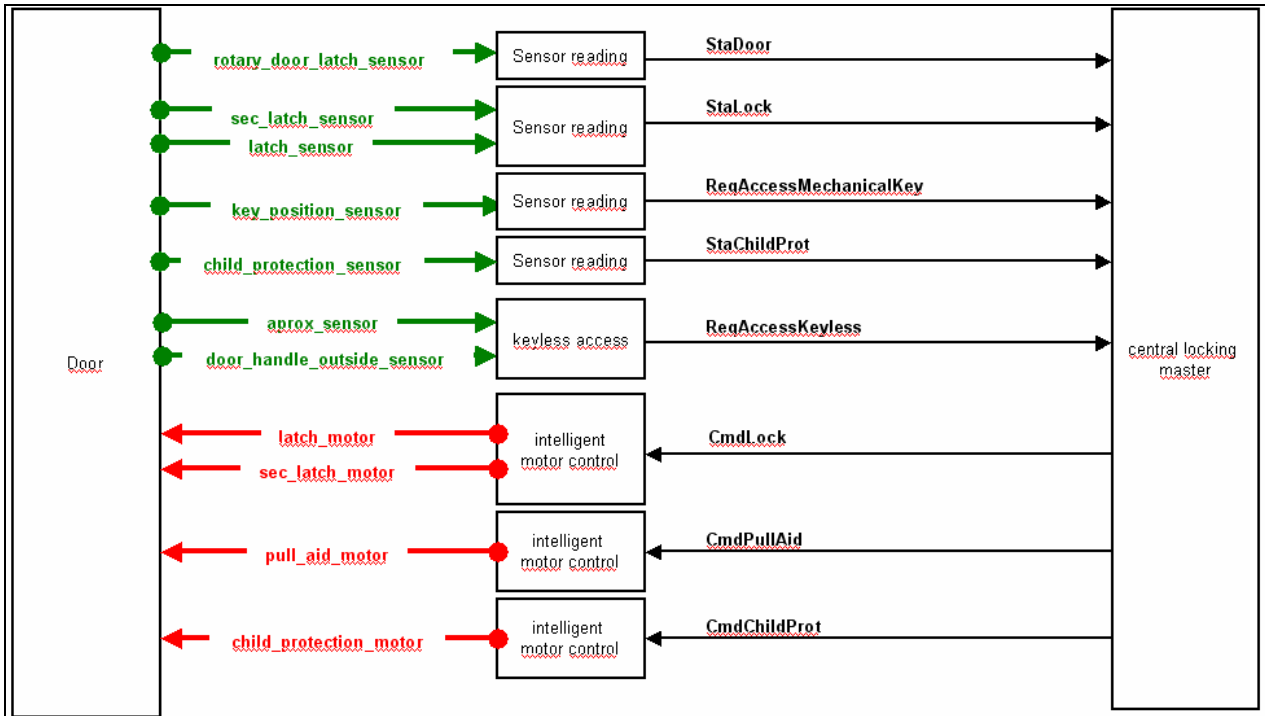 rotary_door_latch_sensor
Sensor reading
StaDoor
sec_latch_sensor
latch_sensor
Sensor reading
StaLock
key_position_sensor
Sensor reading
ReqAccessMechanicalKey
child_protection_sensor
Sensor reading
StaChildProt
aprox_sensor
door_handle_outside_sensor
keyless access
ReqAccessKeyless
Door
central locking
master
latch_motor
sec_latch_motor
intelligent
motor control
CmdLock
pull_aid_motor
intelligent
motor control
CmdPullAid
child_protection_motor
intelligent
motor control
CmdChildProt